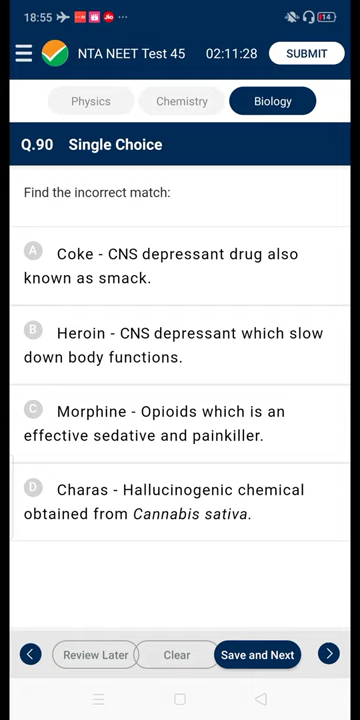 18:55
14
NTA NEET Test 45 02:11:28 SUBMIT
Physics Chemistry Biology
Q.90 Single Choice
Find the incorrect match:
A Coke - CNS depressant drug also
known as smack.
B Heroin - CNS depressant which slow
down body functions.
C Morphine - Opioids which is an
effective sedative and painkiller.
D Charas - Hallucinogenic chemical
obtained from Cannabis sativa.
Review Later Clear Save and Next